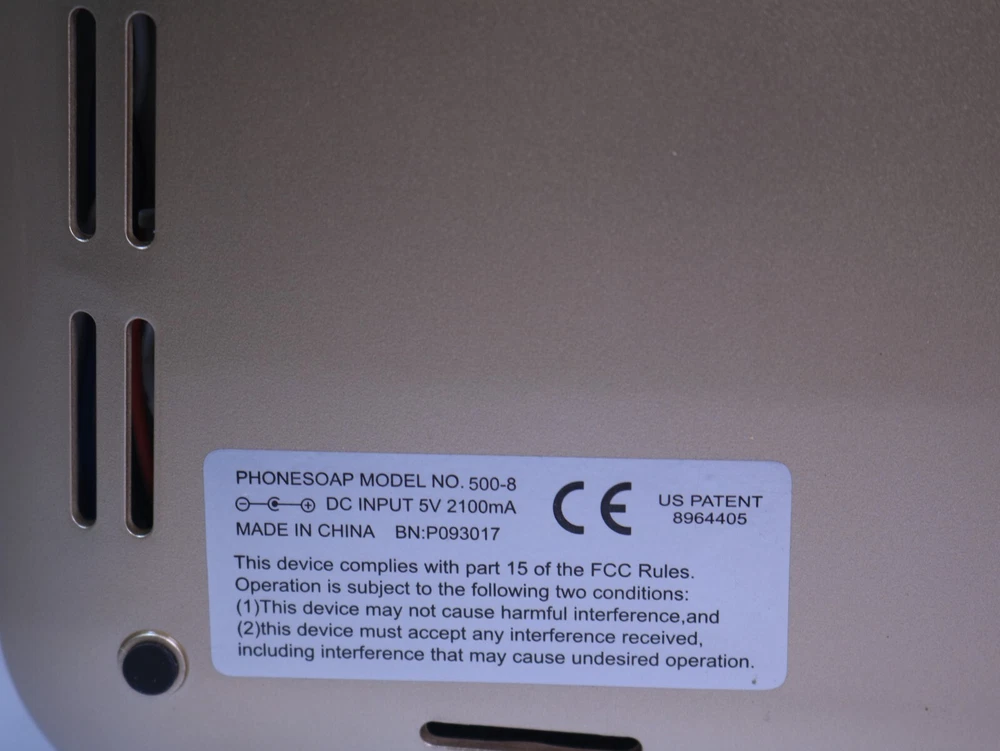 PHONESOAP MODEL NO. 500-8
DC INPUT 5V 2100mA
MADE IN CHINA BN:P093017
CE
US PATENT
8964405
This device complies with part 15 of the FCC Rules.
Operation is subject to the following two conditions:
(1)This device may not cause harmful interference,and
(2)this device must accept any interference received,
including interference that may cause undesired operation.